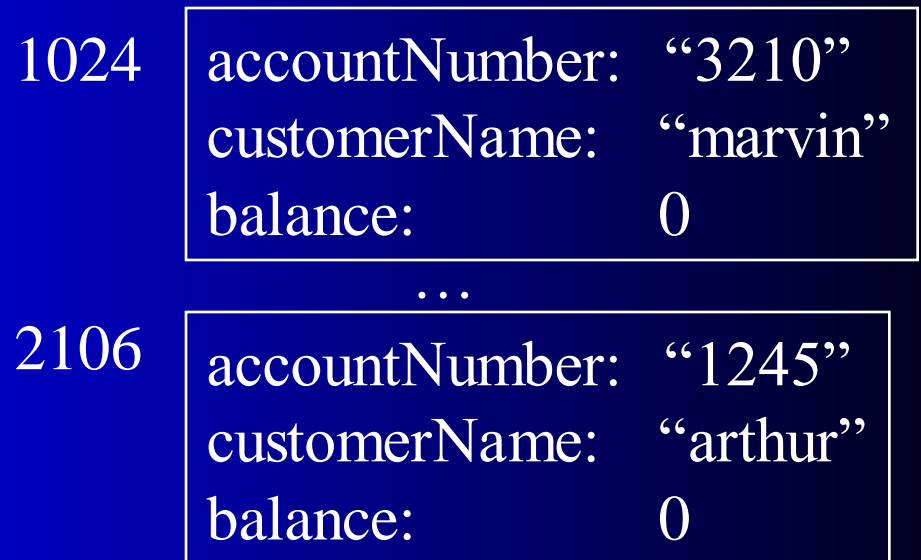 1024 accountNumber: “3210”
customerName: “marvin”
balance: 0
…
2106 accountNumber: “1245”
customerName: “arthur”
balance: 0